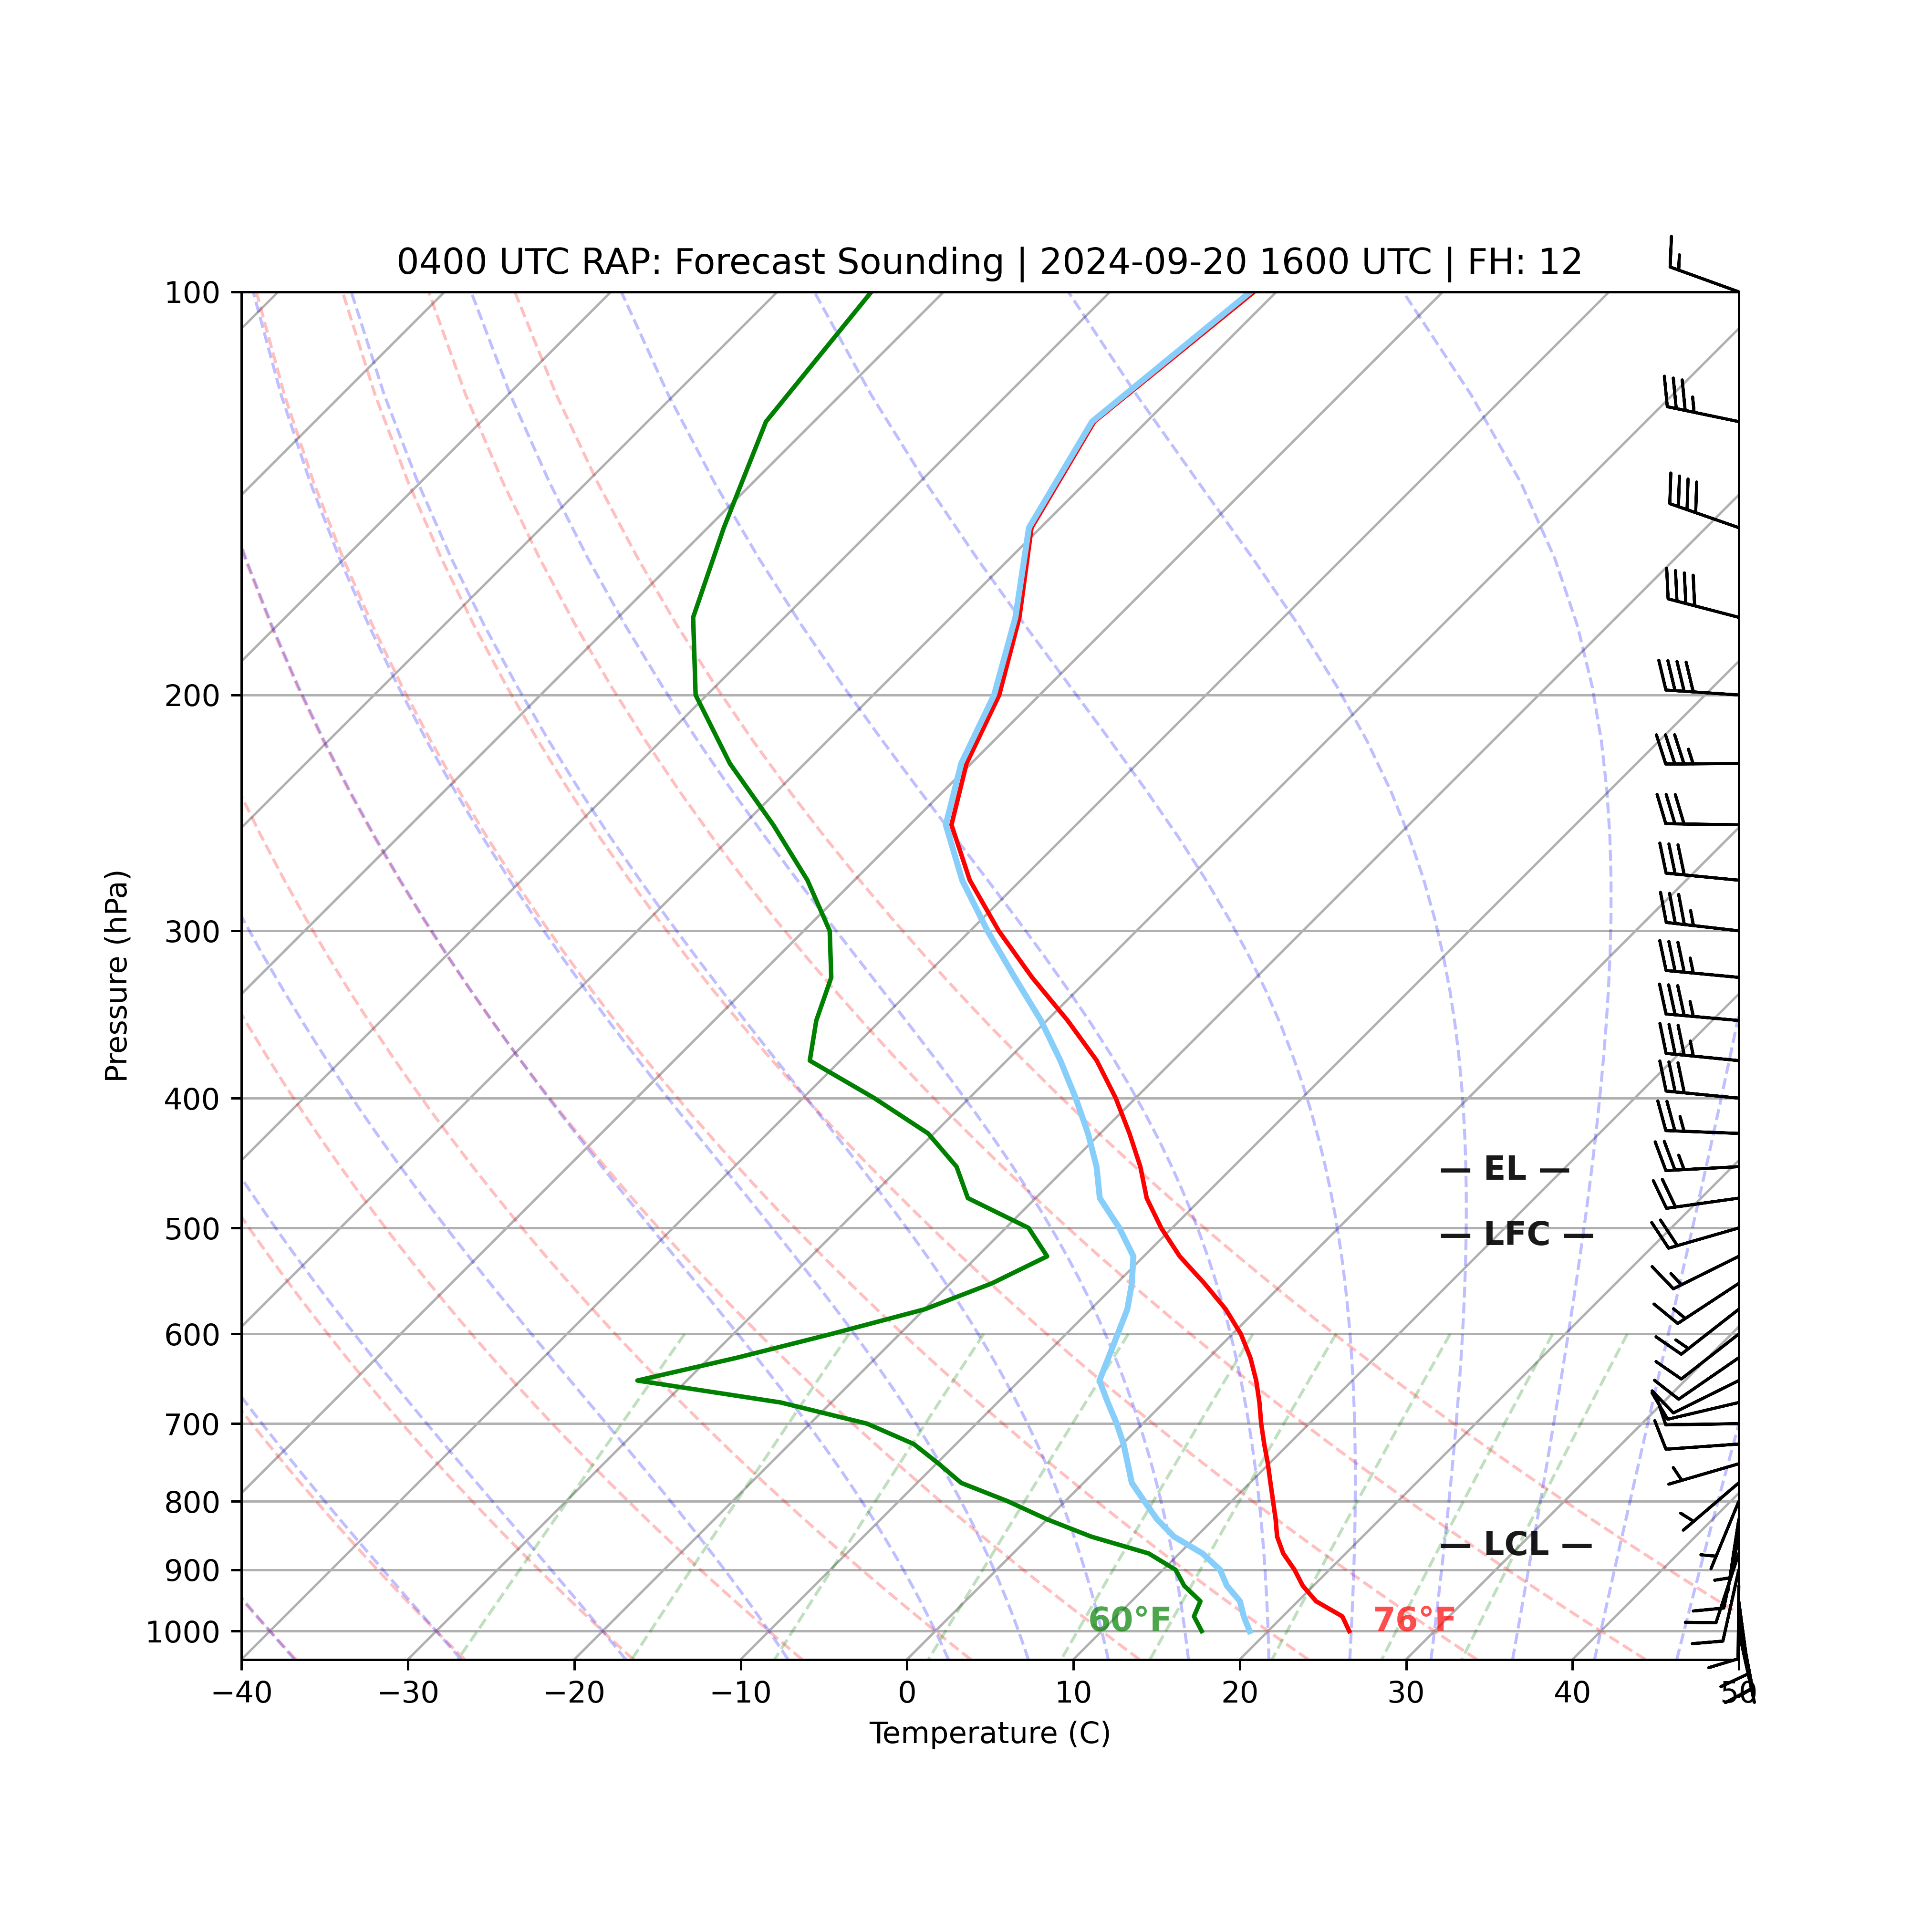 0400 UTC RAP: Forecast Sounding | 2024-09-20 1600 UTC | FH: 12
100
200
300
400
500
600
700
800
900
1000
Pressure (hPa)
— EL —
— LFC —
— LCL —
60°F
76°F
−40 −30 −20 −10 0 10 20 30 40 50
Temperature (C)